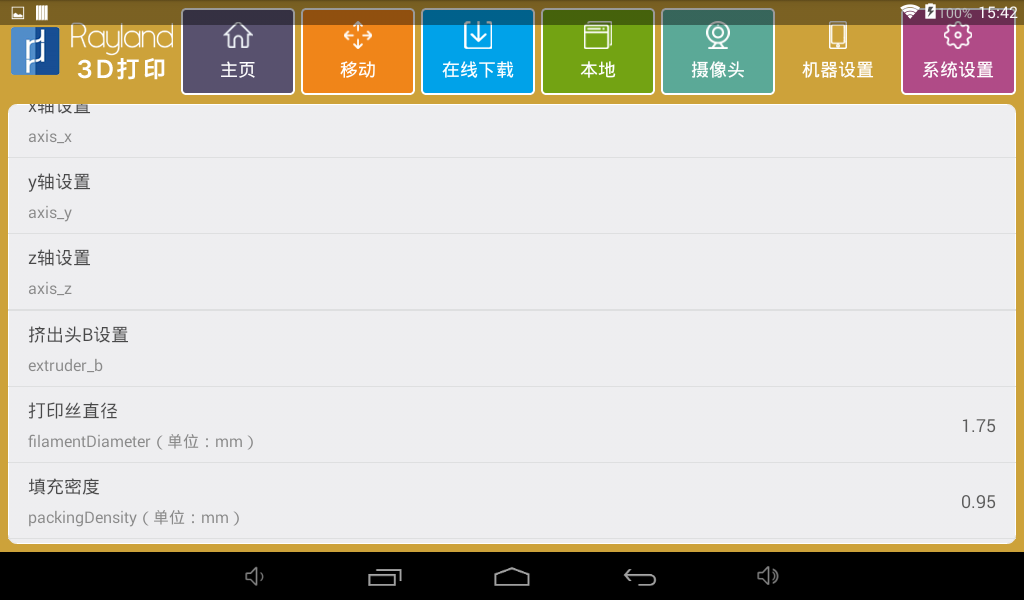 100% 15:42
Rayland
3D打印
主页
移动
在线下载
本地
摄像头
机器设置
系统设置
x轴设置
axis_x
y轴设置
axis_y
z轴设置
axis_z
挤出头B设置
extruder_b
打印丝直径
filamentDiameter（单位：mm）
1.75
填充密度
packingDensity（单位：mm）
0.95